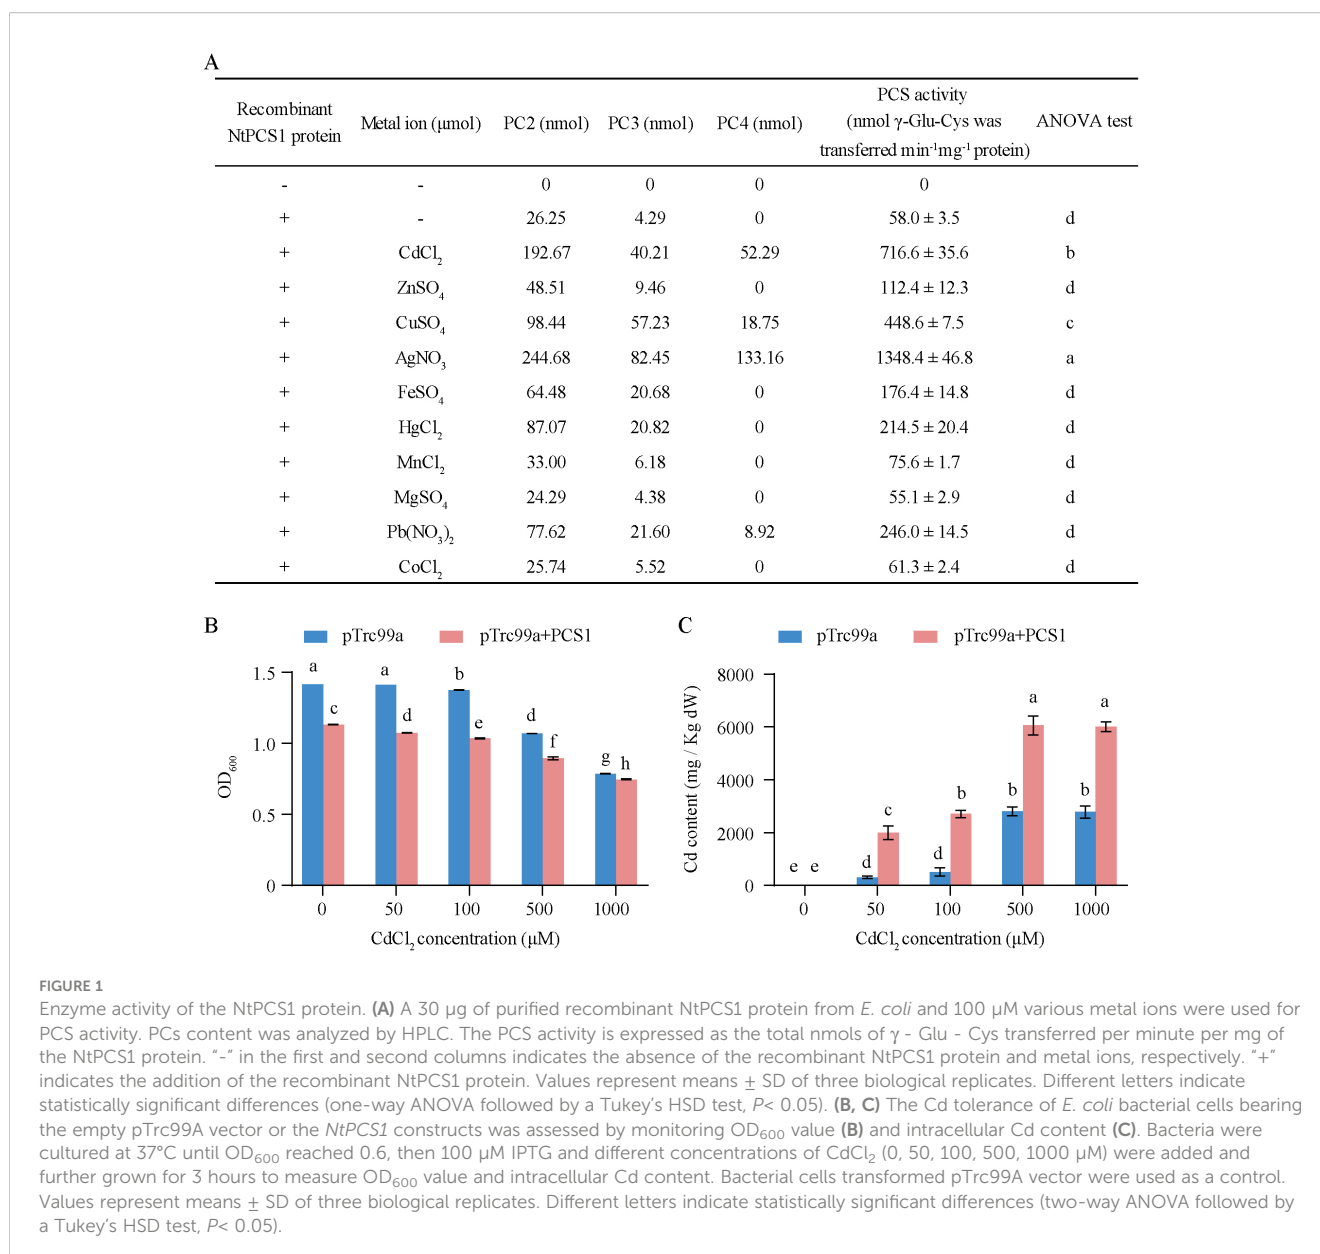 A
Recombinant NtPCS1 protein	Metal ion (μmol)	PC2 (nmol)	PC3 (nmol)	PC4 (nmol)	PCS activity (nmol γ-Glu-Cys was transferred min⁻¹mg⁻¹ protein)	ANOVA test
-	-	0	0	0	0
+	-	26.25	4.29	0	58.0 ± 3.5	d
+	CdCl₂	192.67	40.21	52.29	716.6 ± 35.6	b
+	ZnSO₄	48.51	9.46	0	112.4 ± 12.3	d
+	CuSO₄	98.44	57.23	18.75	448.6 ± 7.5	c
+	AgNO₃	244.68	82.45	133.16	1348.4 ± 46.8	a
+	FeSO₄	64.48	20.68	0	176.4 ± 14.8	d
+	HgCl₂	87.07	20.82	0	214.5 ± 20.4	d
+	MnCl₂	33.00	6.18	0	75.6 ± 1.7	d
+	MgSO₄	24.29	4.38	0	55.1 ± 2.9	d
+	Pb(NO₃)₂	77.62	21.60	8.92	246.0 ± 14.5	d
+	CoCl₂	25.74	5.52	0	61.3 ± 2.4	d
B
pTrc99a	pTrc99a+PCS1
OD₆₀₀
1.5
1.0
0.5
0
a c a d b e d f g h
0	50	100	500	1000
CdCl₂ concentration (μM)
C
pTrc99a	pTrc99a+PCS1
Cd content (mg / Kg dW)
8000
6000
4000
2000
0
e e d c d b b a b a
0	50	100	500	1000
CdCl₂ concentration (μM)
FIGURE 1
Enzyme activity of the NtPCS1 protein. (A) A 30 μg of purified recombinant NtPCS1 protein from E. coli and 100 μM various metal ions were used for
PCS activity. PCs content was analyzed by HPLC. The PCS activity is expressed as the total nmols of γ - Glu - Cys transferred per minute per mg of
the NtPCS1 protein. "-" in the first and second columns indicates the absence of the recombinant NtPCS1 protein and metal ions, respectively. "+"
indicates the addition of the recombinant NtPCS1 protein. Values represent means ± SD of three biological replicates. Different letters indicate
statistically significant differences (one-way ANOVA followed by a Tukey's HSD test, P< 0.05). (B, C) The Cd tolerance of E. coli bacterial cells bearing
the empty pTrc99A vector or the NtPCS1 constructs was assessed by monitoring OD₆₀₀ value (B) and intracellular Cd content (C). Bacteria were
cultured at 37°C until OD₆₀₀ reached 0.6, then 100 μM IPTG and different concentrations of CdCl₂ (0, 50, 100, 500, 1000 μM) were added and
further grown for 3 hours to measure OD₆₀₀ value and intracellular Cd content. Bacterial cells transformed pTrc99A vector were used as a control.
Values represent means ± SD of three biological replicates. Different letters indicate statistically significant differences (two-way ANOVA followed by
a Tukey's HSD test, P< 0.05).